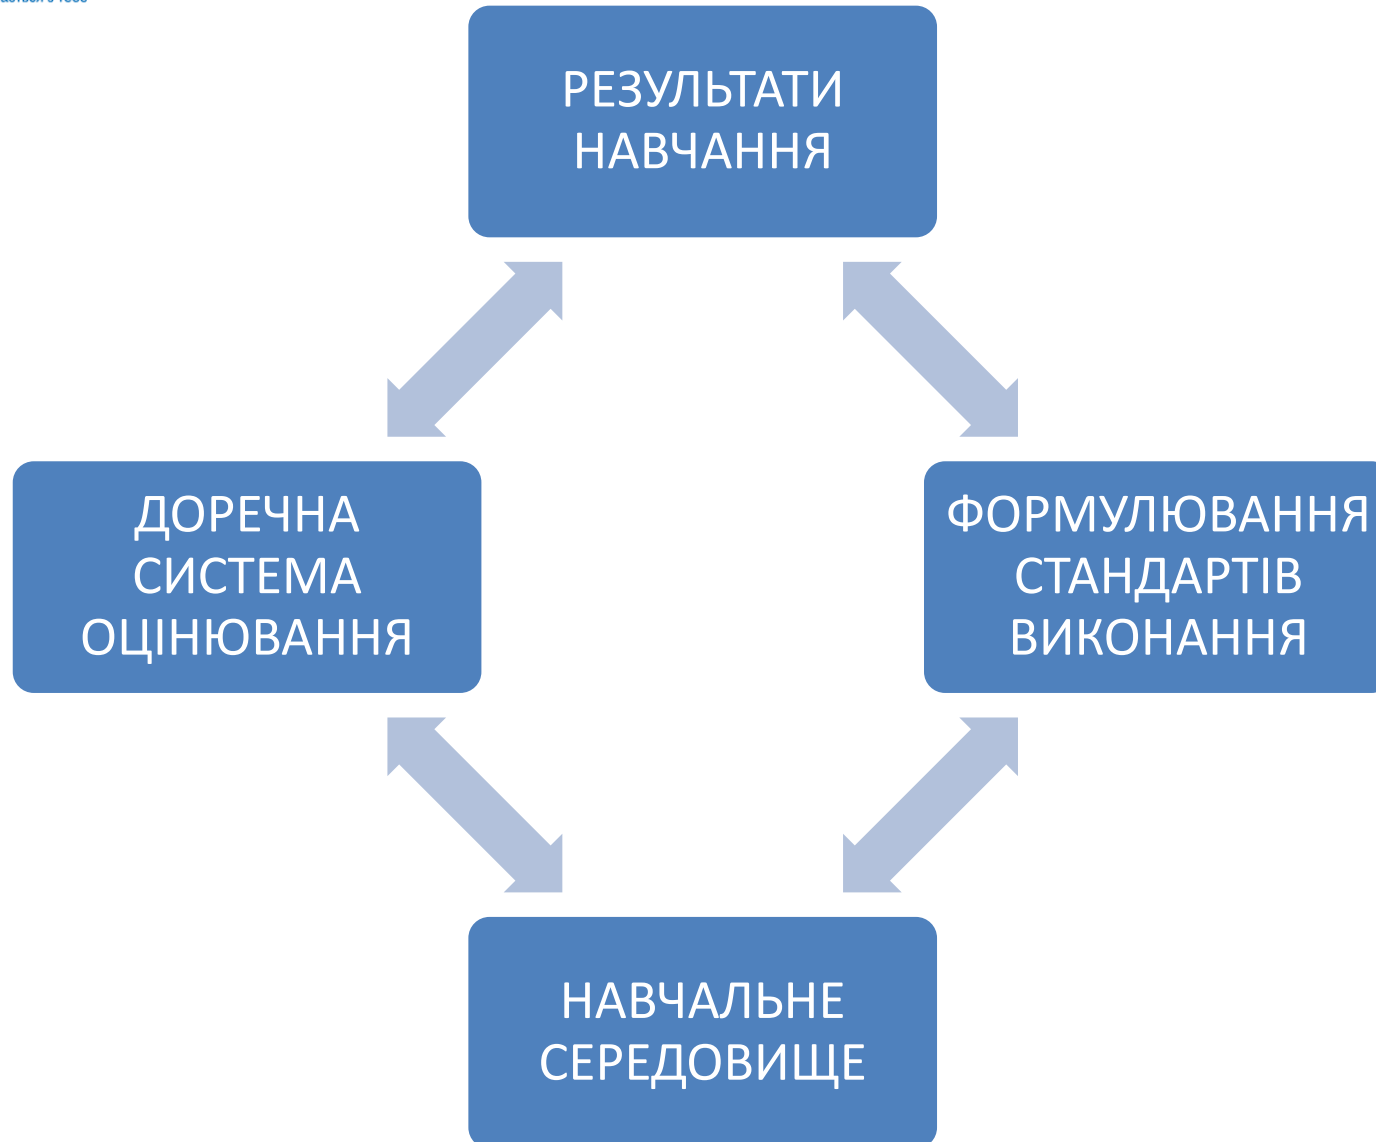 РЕЗУЛЬТАТИ
НАВЧАННЯ
ДОРЕЧНА
СИСТЕМА
ОЦІНЮВАННЯ
ФОРМУЛЮВАННЯ
СТАНДАРТІВ
ВИКОНАННЯ
НАВЧАЛЬНЕ
СЕРЕДОВИЩЕ